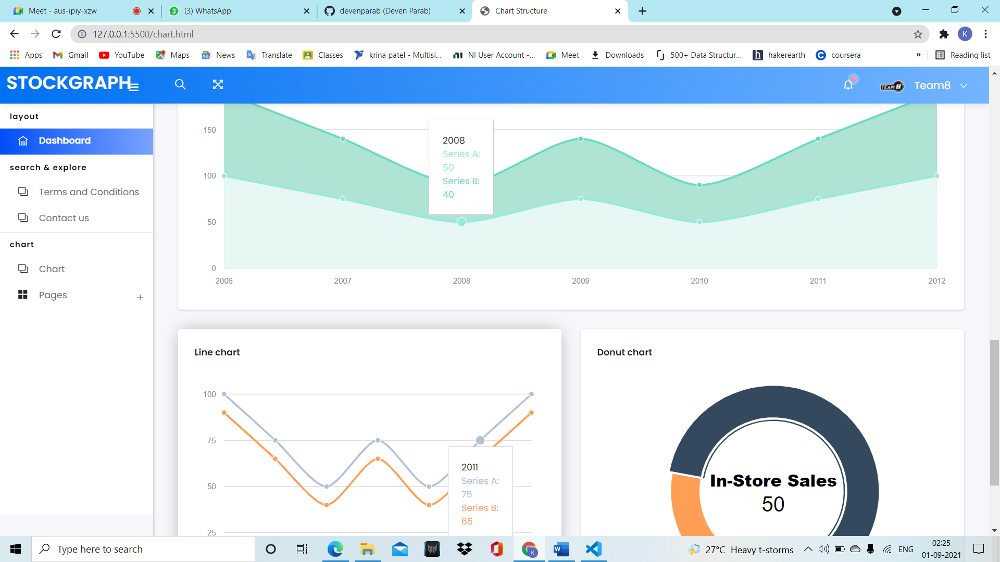 Meet - aus-ipiy-xzw
3 (3) WhatsApp
devenparab (Deven Parab)
Chart Structure
127.0.0.1:5500/chart.html
K
Apps
Gmail
YouTube
Maps
News
Translate
Classes
krina patel - Multisi...
NI User Account -...
Meet
Downloads
500+ Data Structur...
h hakerearth
C coursera
»
Reading list
STOCKGRAPH
TEAM 8
Team8
layout
Dashboard
search & explore
Terms and Conditions
Contact us
chart
Chart
Pages
150
100
50
0
2006 2007 2008 2009 2010 2011 2012
2008
Series A:
50
Series B:
40
Line chart
100
75
50
25
2011
Series A:
75
Series B:
65
Donut chart
In-Store Sales
50
Type here to search
27°C Heavy t-storms
ENG
02:25
01-09-2021